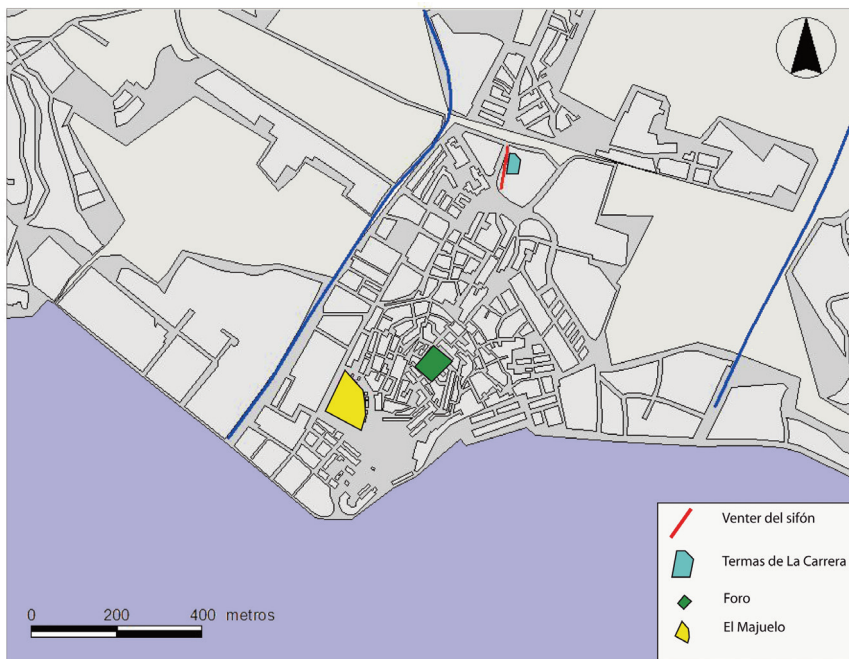 Venter del sifón
Termas de La Carrera
Foro
El Majuelo
0 200 400 metros